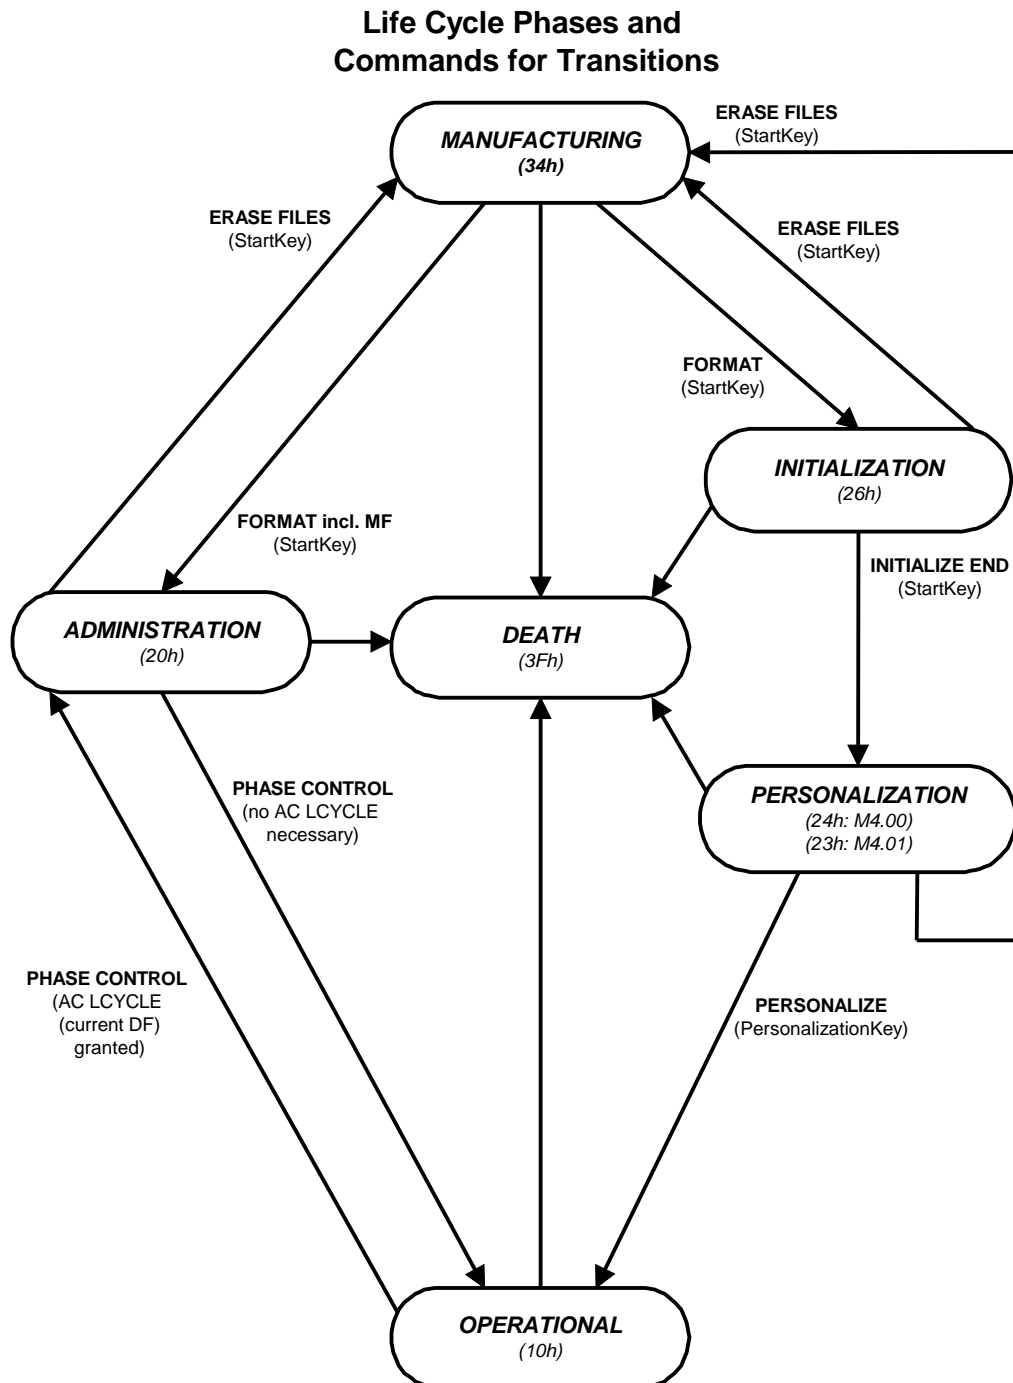 Life Cycle Phases and
Commands for Transitions
ERASE FILES
(StartKey)
MANUFACTURING
(34h)
ERASE FILES
(StartKey)
ERASE FILES
(StartKey)
FORMAT
(StartKey)
INITIALIZATION
(26h)
FORMAT incl. MF
(StartKey)
INITIALIZE END
(StartKey)
ADMINISTRATION
(20h)
DEATH
(3Fh)
PHASE CONTROL
(no AC LCYCLE
necessary)
PERSONALIZATION
(24h: M4.00)
(23h: M4.01)
PHASE CONTROL
(AC LCYCLE
(current DF)
granted)
PERSONALIZE
(PersonalizationKey)
OPERATIONAL
(10h)